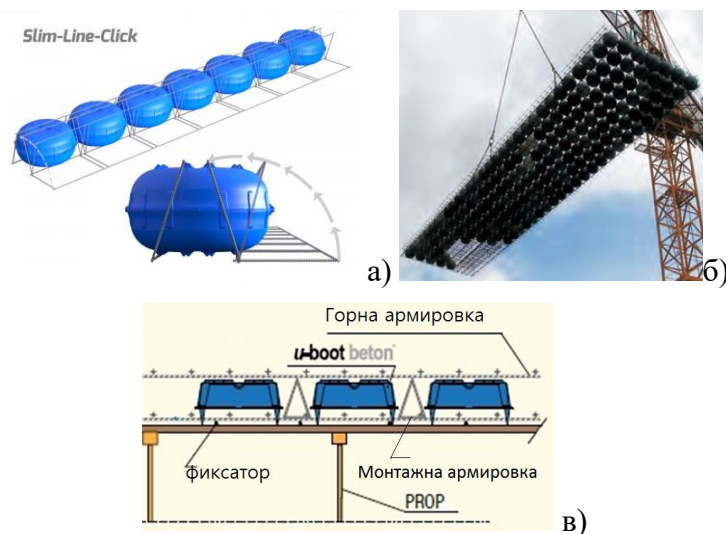 Slim-Line-Click
а)
б)
Горна армировка
u-boot beton®
фиксатор
Монтажна армировка
PROP
в)